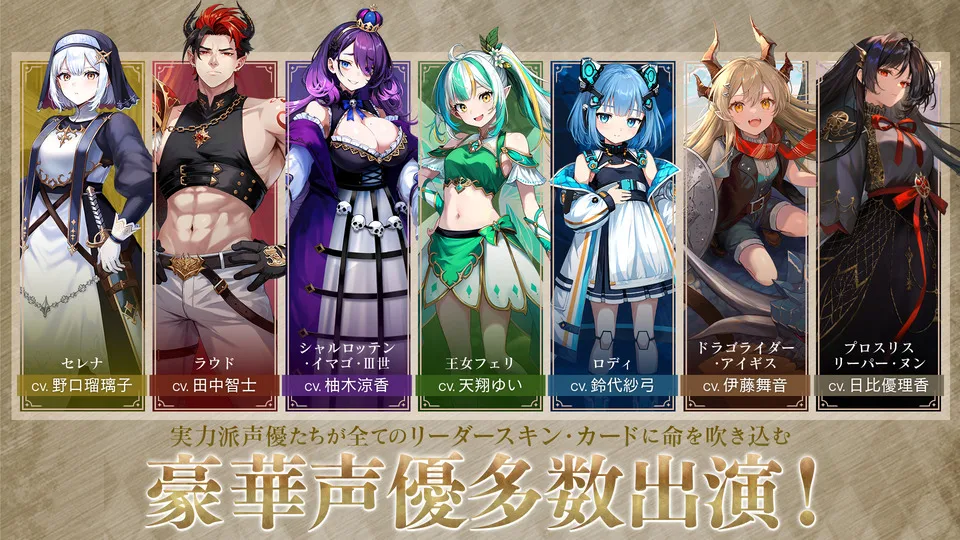 セレナ
cv. 野口瑠璃子
ラウド
cv. 田中智士
シャルロッテン
・イマゴ・Ⅲ世
cv. 柚木涼香
王女フェリ
cv. 天翔ゆい
ロディ
cv. 鈴代紗弓
ドラゴライダー
・アイギス
cv. 伊藤舞音
プロスリス
リーパー・ヌン
cv. 日比優理香
実力派声優たちが全てのリーダースキン・カードに命を吹き込む
豪華声優多数出演！